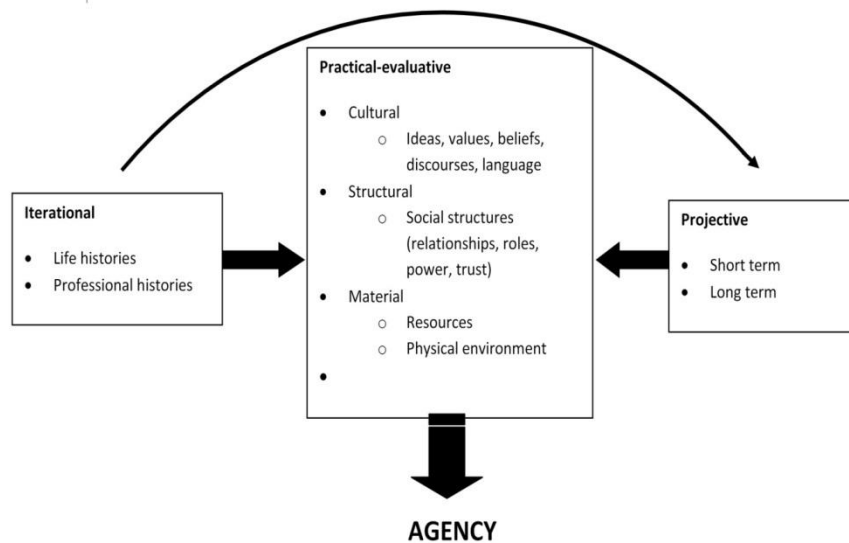 Practical-evaluative
• Cultural
○ Ideas, values, beliefs,
discourses, language
• Structural
○ Social structures
(relationships, roles,
power, trust)
• Material
○ Resources
○ Physical environment
•
Iterational
• Life histories
• Professional histories
Projective
• Short term
• Long term
AGENCY